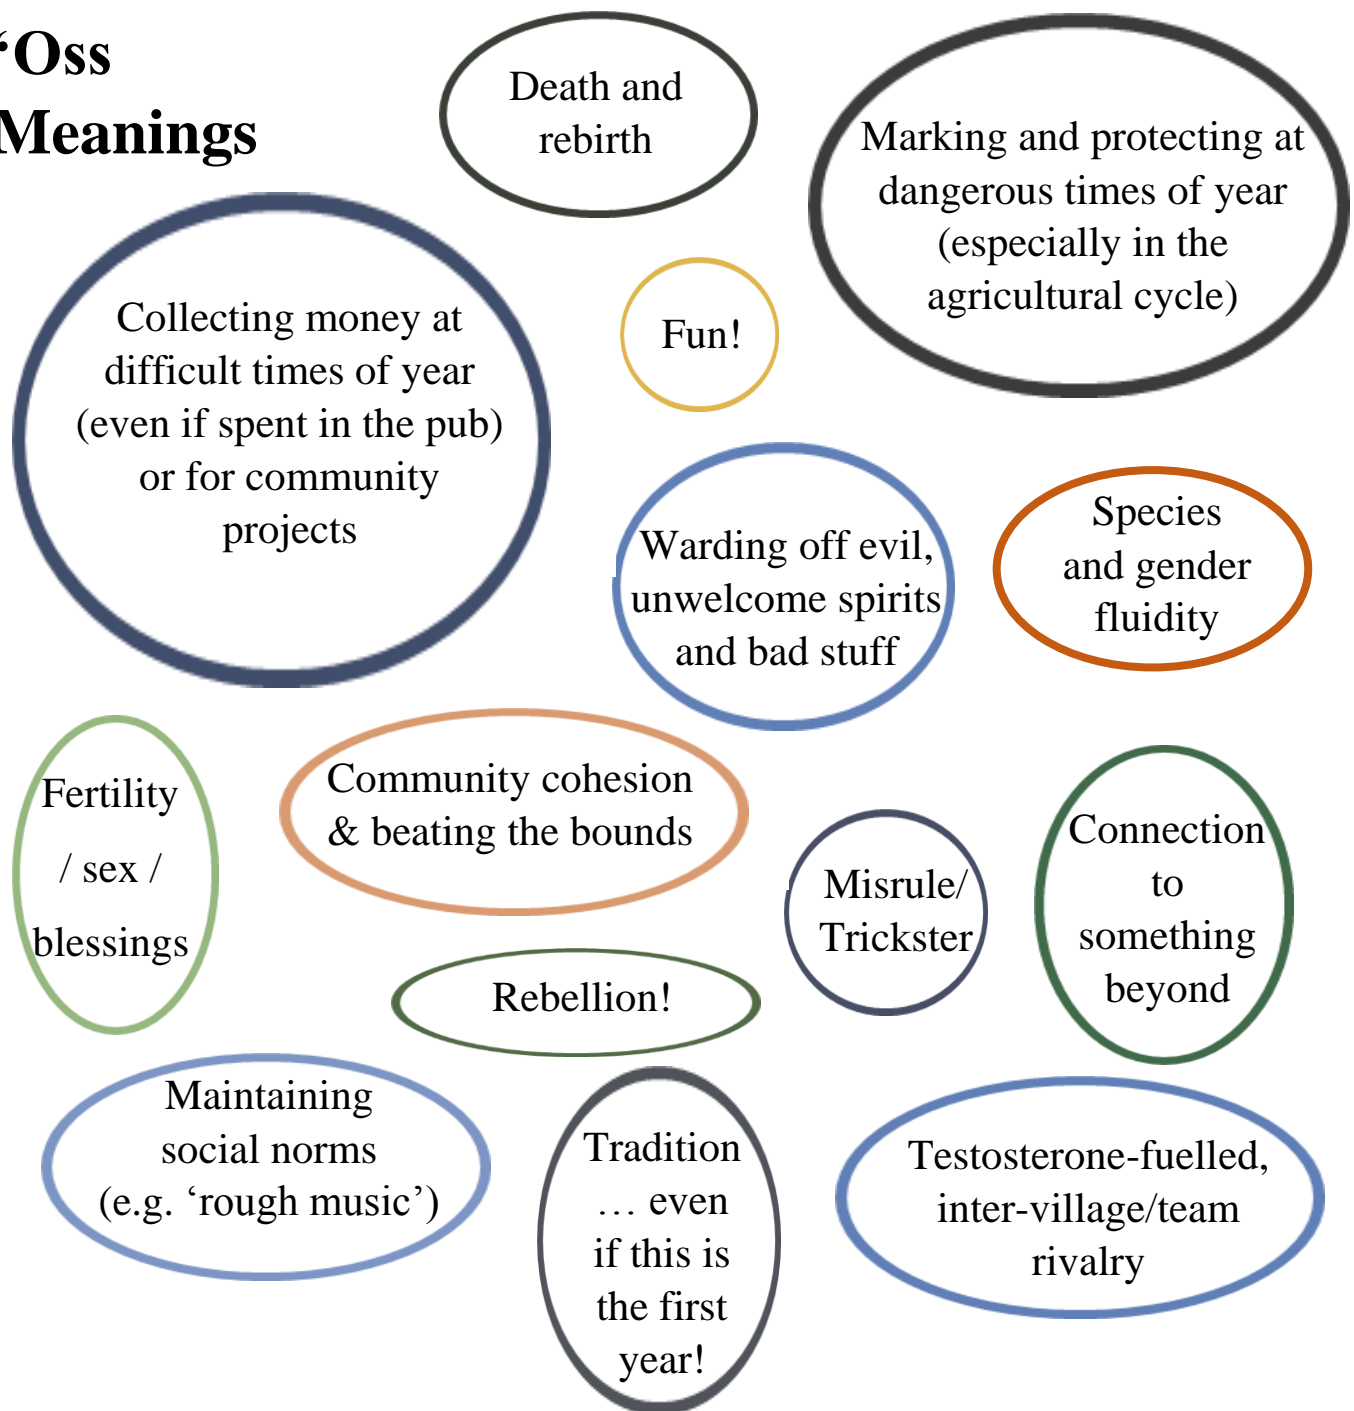 ‘Oss
Meanings
Death and
rebirth
Marking and protecting at
dangerous times of year
(especially in the
agricultural cycle)
Collecting money at
difficult times of year
(even if spent in the pub)
or for community
projects
Fun!
Warding off evil,
unwelcome spirits
and bad stuff
Species
and gender
fluidity
Fertility
/ sex /
blessings
Community cohesion
& beating the bounds
Misrule/
Trickster
Connection
to
something
beyond
Rebellion!
Maintaining
social norms
(e.g. ‘rough music’)
Tradition
… even
if this is
the first
year!
Testosterone-fuelled,
inter-village/team
rivalry